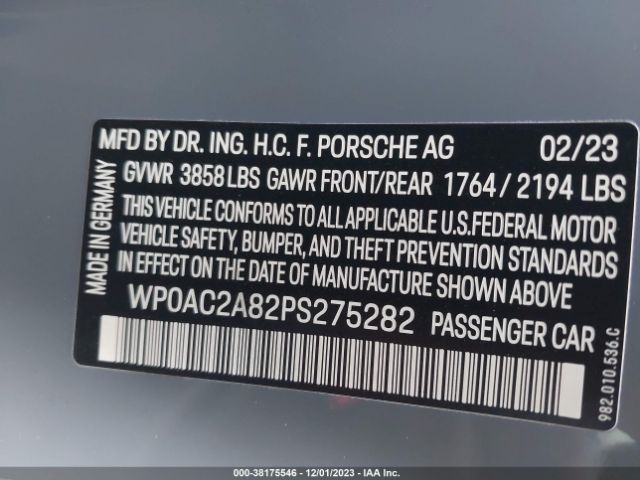 MFD BY DR. ING. H.C. F. PORSCHE AG 02/23
GVWR 3858 LBS GAWR FRONT/REAR 1764 / 2194 LBS
THIS VEHICLE CONFORMS TO ALL APPLICABLE U.S.FEDERAL MOTOR
VEHICLE SAFETY, BUMPER, AND THEFT PREVENTION STANDARDS
IN EFFECT ON THE DATE OF MANUFACTURE SHOWN ABOVE
WP0AC2A82PS275282 PASSENGER CAR
MADE IN GERMANY
982.010.536.C
000-38175546 - 12/01/2023 - IAA Inc.